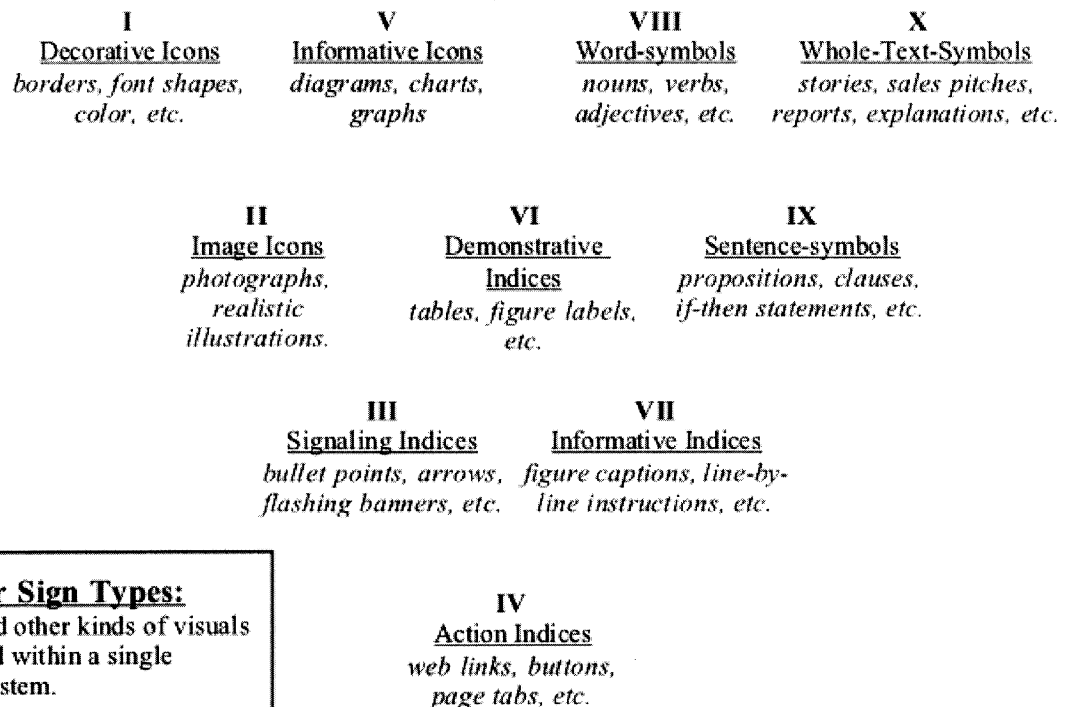 I
Decorative Icons
borders, font shapes,
color, etc.
V
Informative Icons
diagrams, charts,
graphs
VIII
Word-symbols
nouns, verbs,
adjectives, etc.
X
Whole-Text-Symbols
stories, sales pitches,
reports, explanations, etc.
II
Image Icons
photographs,
realistic
illustrations.
VI
Demonstrative
Indices
tables, figure labels,
etc.
IX
Sentence-symbols
propositions, clauses,
if-then statements, etc.
III
Signaling Indices
bullet points, arrows,
flashing banners, etc.
VII
Informative Indices
figure captions, line-by-
line instructions, etc.
Sign Types:
other kinds of visuals
within a single
IV
Action Indices
web links, buttons,
page tabs, etc.